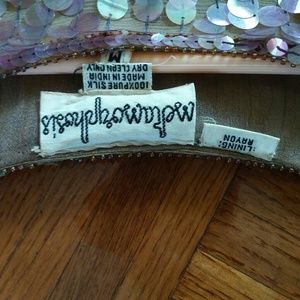 M
100% PURE SILK
MADE IN INDIA
DRY CLEAN ONLY
metamorphosis
LINING:
RAYON